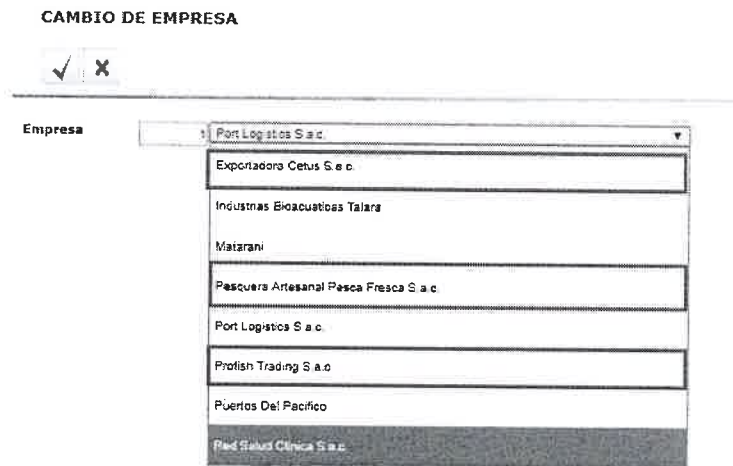 CAMBIO DE EMPRESA
Empresa
1 Port Logistics S.a.c.
Exportadora Cetus S.a.c.
Industrias Bioacuaticas Talara
Matarani
Pesquera Artesanal Pesca Fresca S.a.c.
Port Logistics S.a.c.
Profish Trading S.a.c
Puertos Del Pacifico
Red Salud Clinica S.a.c.